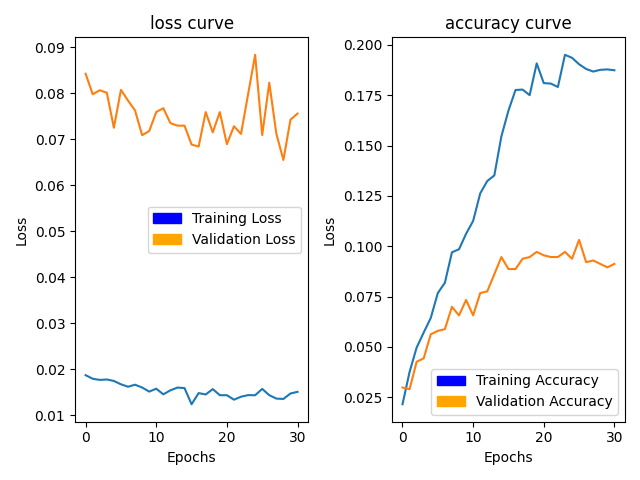 loss curve
0.09
0.08
0.07
0.06
0.05
0.04
0.03
0.02
0.01
Loss
Training Loss
Validation Loss
0 10 20 30
Epochs
accuracy curve
0.200
0.175
0.150
0.125
0.100
0.075
0.050
0.025
Loss
Training Accuracy
Validation Accuracy
0 10 20 30
Epochs